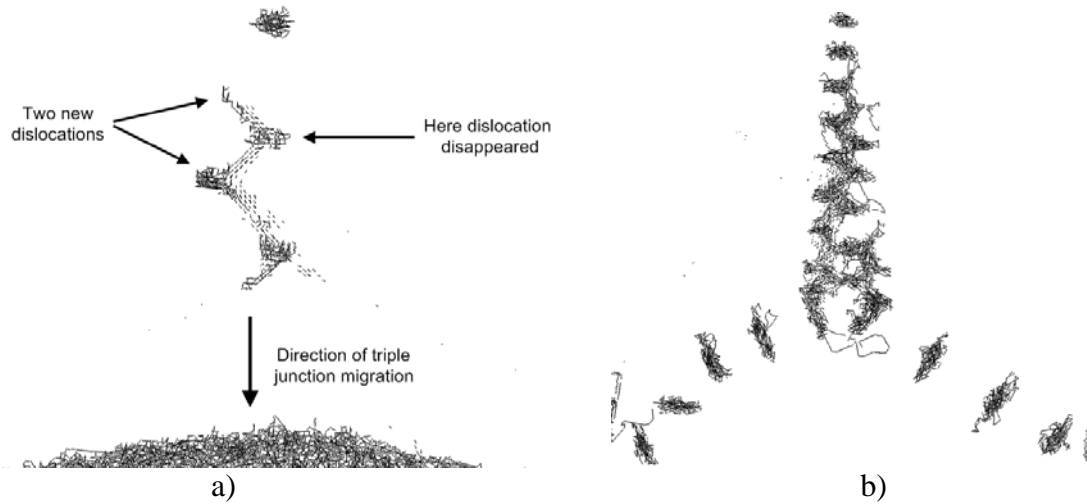 Two new
dislocations
Here dislocation
disappeared
Direction of triple
junction migration
a)
b)